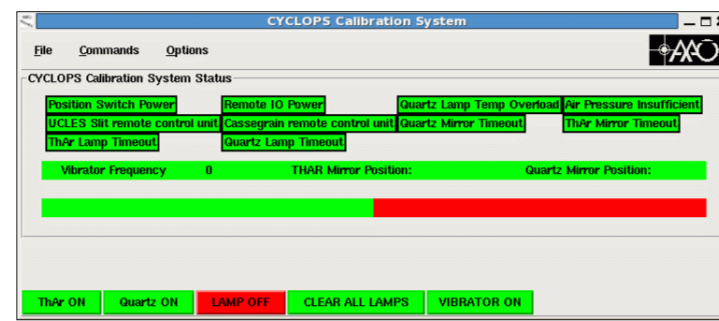 CYCLOPS Calibration System
File Commands Options
AAO
CYCLOPS Calibration System Status
Position Switch Power Remote IO Power Quartz Lamp Temp Overload Air Pressure Insufficient
UCLES Slit remote control unit Cassegrain remote control unit Quartz Mirror Timeout ThAr Mirror Timeout
ThAr Lamp Timeout Quartz Lamp Timeout
Vibrator Frequency 0 THAR Mirror Position: Quartz Mirror Position:
ThAr ON Quartz ON LAMP OFF CLEAR ALL LAMPS VIBRATOR ON